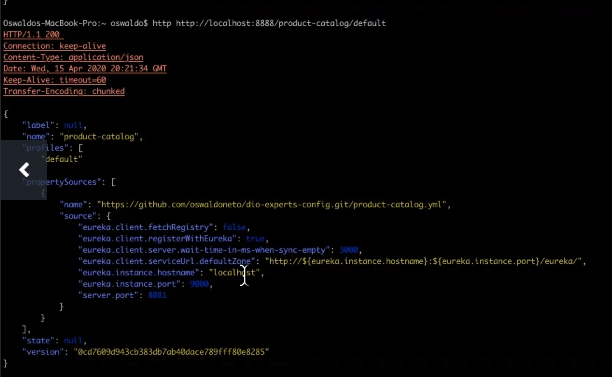 }
Oswaldos-MacBook-Pro:~ oswaldo$ http http://localhost:8888/product-catalog/default
HTTP/1.1 200
Connection: keep-alive
Content-Type: application/json
Date: Wed, 15 Apr 2020 20:21:34 GMT
Keep-Alive: timeout=60
Transfer-Encoding: chunked
{
"label": null,
"name": "product-catalog",
"profiles": [
"default"
"propertySources": [
{
"name": "https://github.com/oswaldoneto/dio-experts-config.git/product-catalog.yml",
"source": {
"eureka.client.fetchRegistry": false,
"eureka.client.registerWithEureka": true,
"eureka.client.server.wait-time-in-ms-when-sync-empty": 3000,
"eureka.client.serviceUrl.defaultZone": "http://${eureka.instance.hostname}:${eureka.instance.port}/eureka/",
"eureka.instance.hostname": "localhost",
"eureka.instance.port": 9000,
"server.port": 8081
}
}
],
"state": null,
"version": "0cd7609d943cb383db7ab40dace789fff80e8285"
}